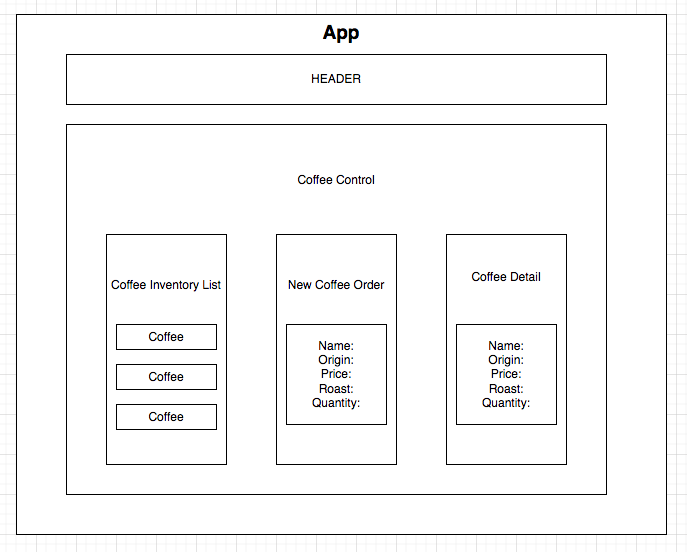 App
HEADER
Coffee Control
Coffee Inventory List
Coffee
Coffee
Coffee
New Coffee Order
Name:
Origin:
Price:
Roast:
Quantity:
Coffee Detail
Name:
Origin:
Price:
Roast:
Quantity: